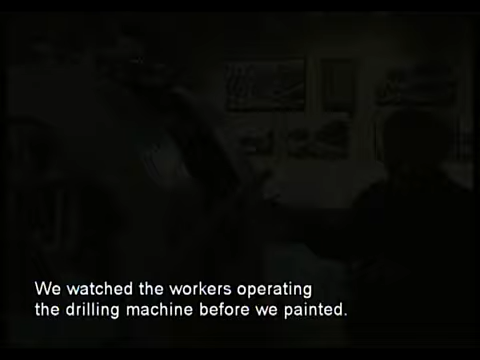 We watched the workers operating
the drilling machine before we painted.